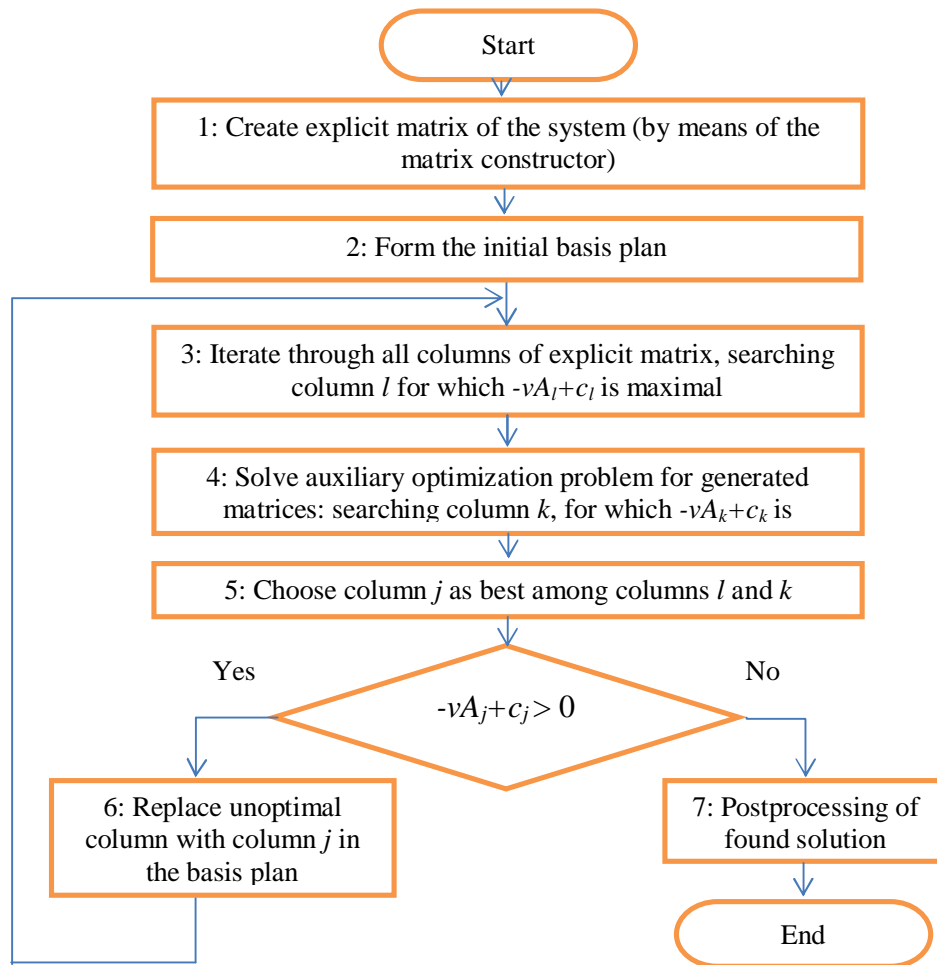 Start
1: Create explicit matrix of the system (by means of the
matrix constructor)
2: Form the initial basis plan
3: Iterate through all columns of explicit matrix, searching
column l for which -vAl+cl is maximal
4: Solve auxiliary optimization problem for generated
matrices: searching column k, for which -vAk+ck is
5: Choose column j as best among columns l and k
Yes
No
-vAj+cj > 0
6: Replace unoptimal
column with column j in
the basis plan
7: Postprocessing of
found solution
End